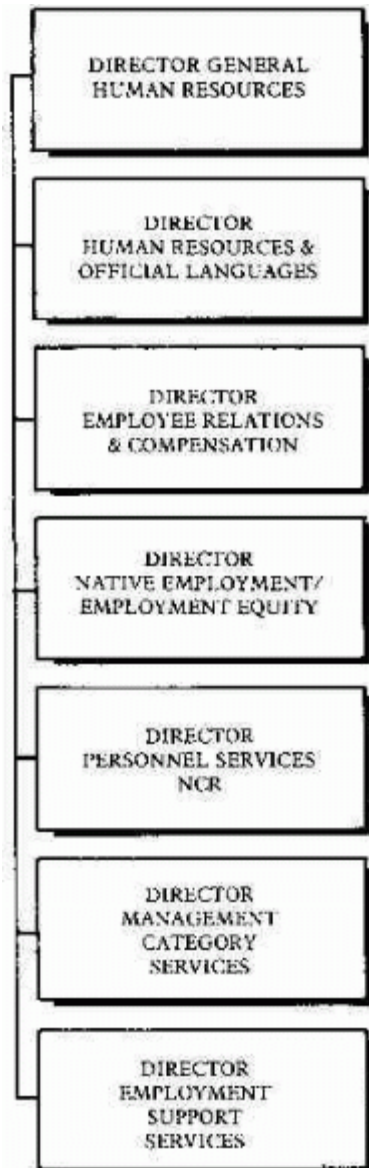 DIRECTOR GENERAL
HUMAN RESOURCES
DIRECTOR
HUMAN RESOURCES &
OFFICIAL LANGUAGES
DIRECTOR
EMPLOYEE RELATIONS
& COMPENSATION
DIRECTOR
NATIVE EMPLOYMENT/
EMPLOYMENT EQUITY
DIRECTOR
PERSONNEL SERVICES
NCR
DIRECTOR
MANAGEMENT
CATEGORY
SERVICES
DIRECTOR
EMPLOYMENT
SUPPORT
SERVICES